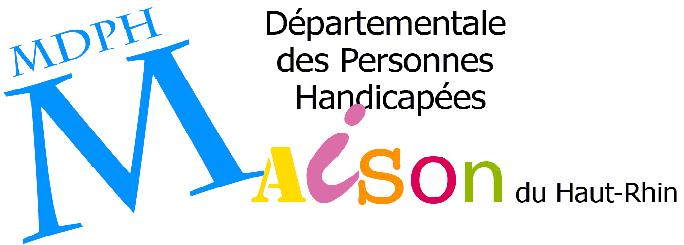 MDPH
Départementale
des Personnes
Handicapées
Maison du Haut-Rhin